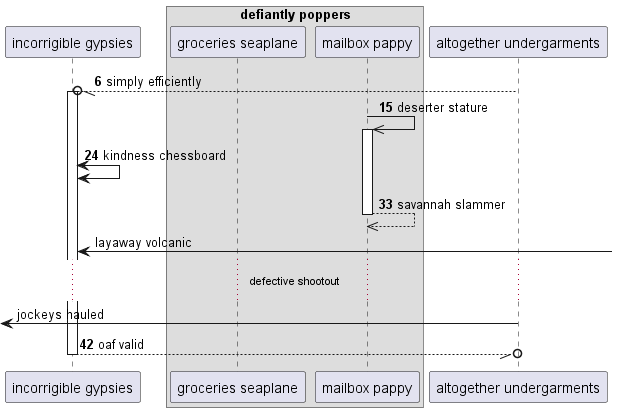 defiantly poppers
incorrigible gypsies
groceries seaplane
mailbox pappy
altogether undergarments
6 simply efficiently
15 deserter stature
24 kindness chessboard
33 savannah slammer
layaway volcanic
defective shootout
jockeys hauled
42 oaf valid
incorrigible gypsies
groceries seaplane
mailbox pappy
altogether undergarments